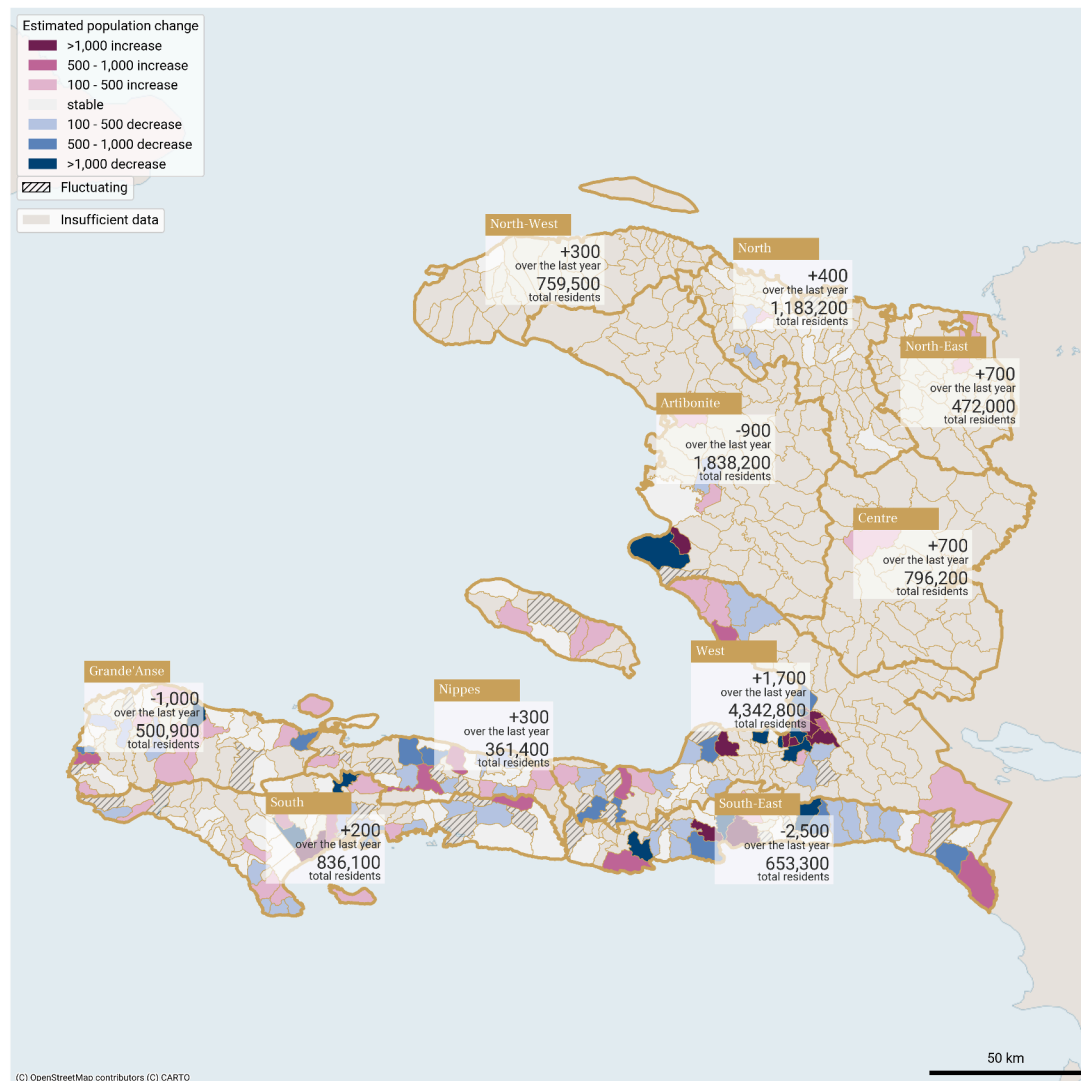 Estimated population change
>1,000 increase
500 - 1,000 increase
100 - 500 increase
stable
100 - 500 decrease
500 - 1,000 decrease
>1,000 decrease
Fluctuating
Insufficient data
North-West
+300
over the last year
759,500
total residents
North
+400
over the last year
1,183,200
total residents
North-East
+700
over the last year
472,000
total residents
Artibonite
-900
over the last year
1,838,200
total residents
Centre
+700
over the last year
796,200
total residents
West
+1,700
over the last year
4,342,800
total residents
Grande'Anse
-1,000
over the last year
500,900
total residents
Nippes
+300
over the last year
361,400
total residents
South
+200
over the last year
836,100
total residents
South-East
-2,500
over the last year
653,300
total residents
50 km
(C) OpenStreetMap contributors (C) CARTO